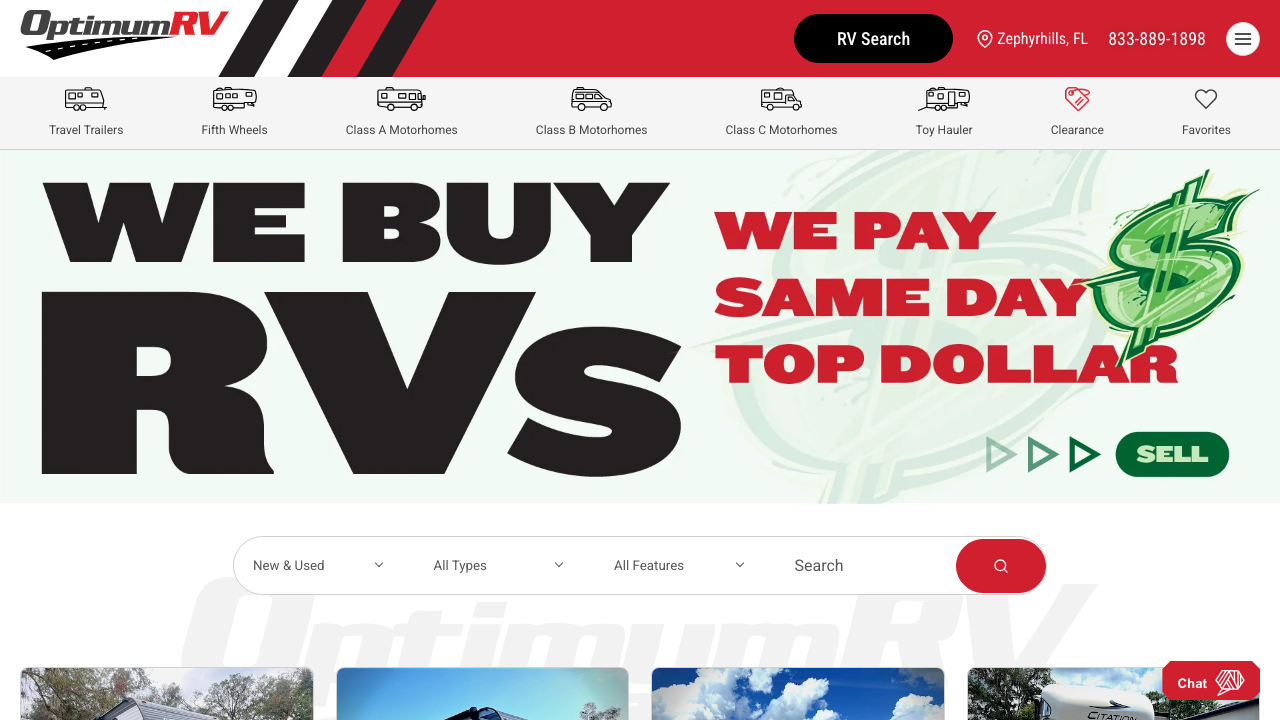 OptimumRV
RV Search
Zephyrhills, FL
833-889-1898
Travel Trailers
Fifth Wheels
Class A Motorhomes
Class B Motorhomes
Class C Motorhomes
Toy Hauler
Clearance
Favorites
WE BUY
RVs
WE PAY
SAME DAY
TOP DOLLAR
SELL
New & Used
All Types
All Features
Search
OptimumRV
CITATION
Chat